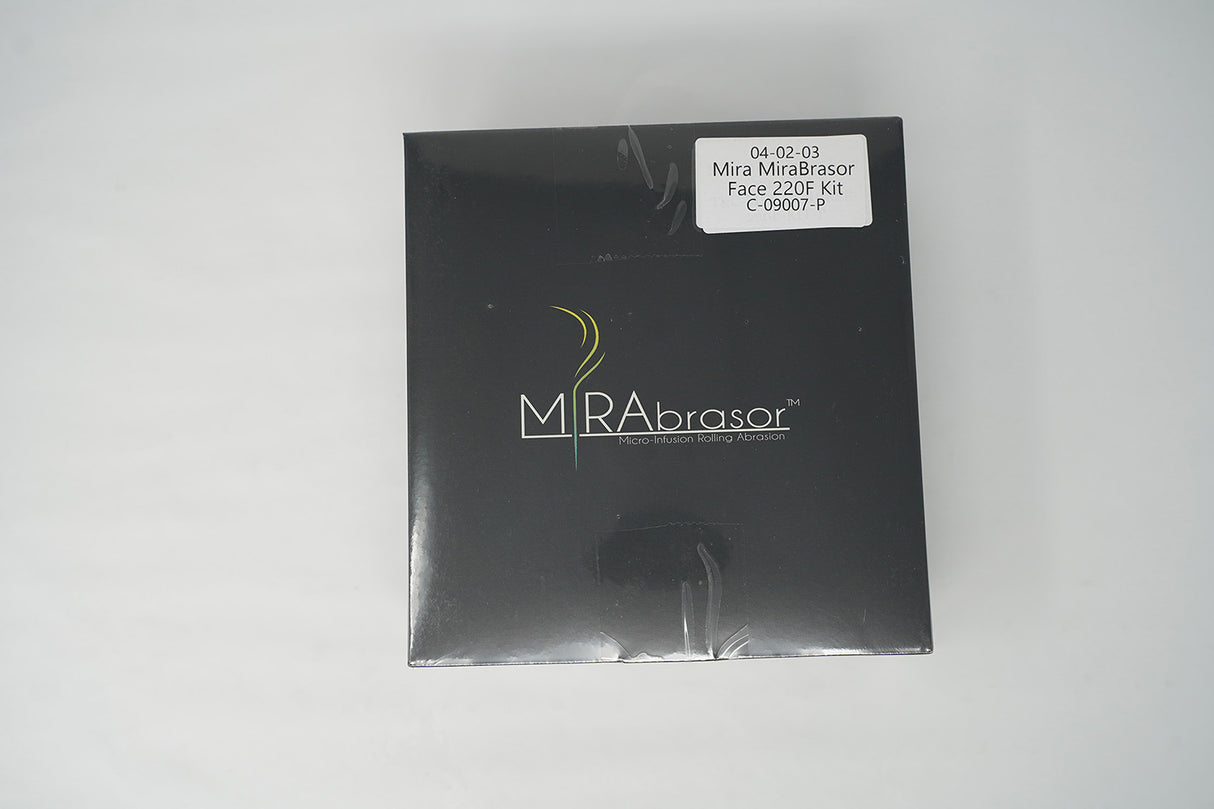 04-02-03
Mira MiraBrasor
Face 220F Kit
C-09007-P
MIRAbrasor™
Micro-Infusion Rolling Abrasion